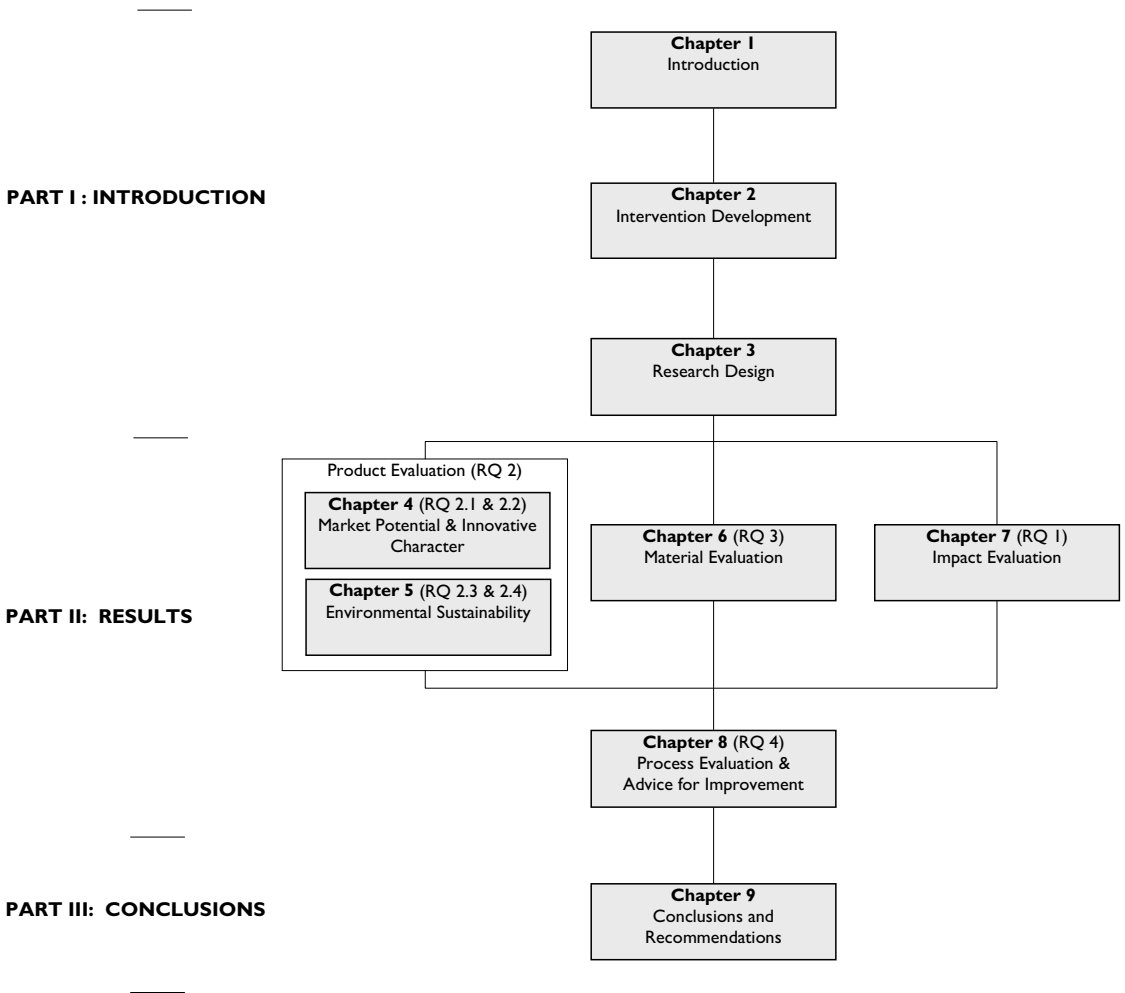 Chapter 1
Introduction
PART I : INTRODUCTION
Chapter 2
Intervention Development
Chapter 3
Research Design
Product Evaluation (RQ 2)
Chapter 4 (RQ 2.1 & 2.2)
Market Potential & Innovative
Character
Chapter 5 (RQ 2.3 & 2.4)
Environmental Sustainability
Chapter 6 (RQ 3)
Material Evaluation
Chapter 7 (RQ 1)
Impact Evaluation
PART II: RESULTS
Chapter 8 (RQ 4)
Process Evaluation &
Advice for Improvement
PART III: CONCLUSIONS
Chapter 9
Conclusions and
Recommendations